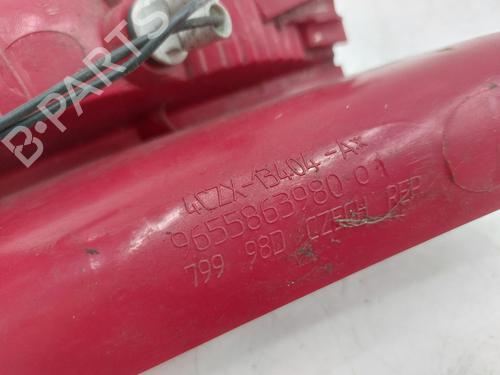 B-PARTS
4CZX-13404-AX
9655863980 01
799 98D CZECH REP